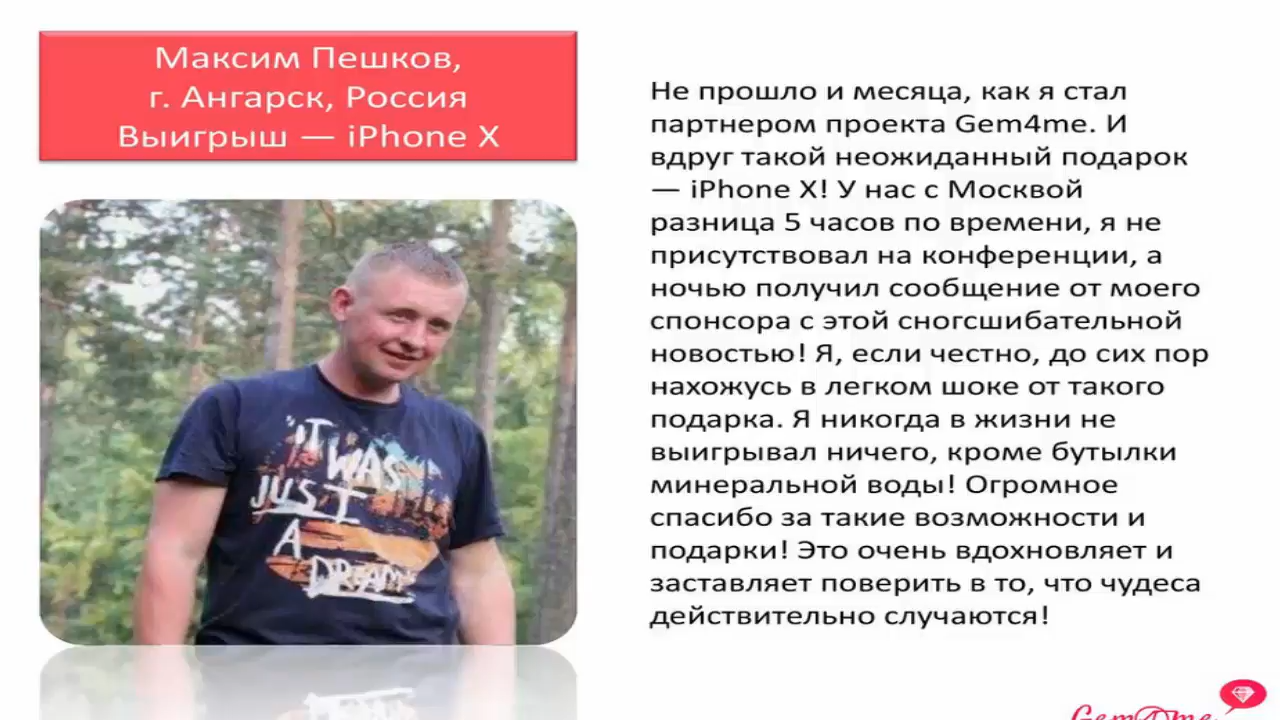 Максим Пешков,
г. Ангарск, Россия
Выигрыш — iPhone X
Не прошло и месяца, как я стал
партнером проекта Gem4me. И
вдруг такой неожиданный подарок
— iPhone X! У нас с Москвой
разница 5 часов по времени, я не
присутствовал на конференции, а
ночью получил сообщение от моего
спонсора с этой сногсшибательной
новостью! Я, если честно, до сих пор
нахожусь в легком шоке от такого
подарка. Я никогда в жизни не
выигрывал ничего, кроме бутылки
минеральной воды! Огромное
спасибо за такие возможности и
подарки! Это очень вдохновляет и
заставляет поверить в то, что чудеса
действительно случаются!
"IT WAS
JUST
A
DREAM"
Gem4me